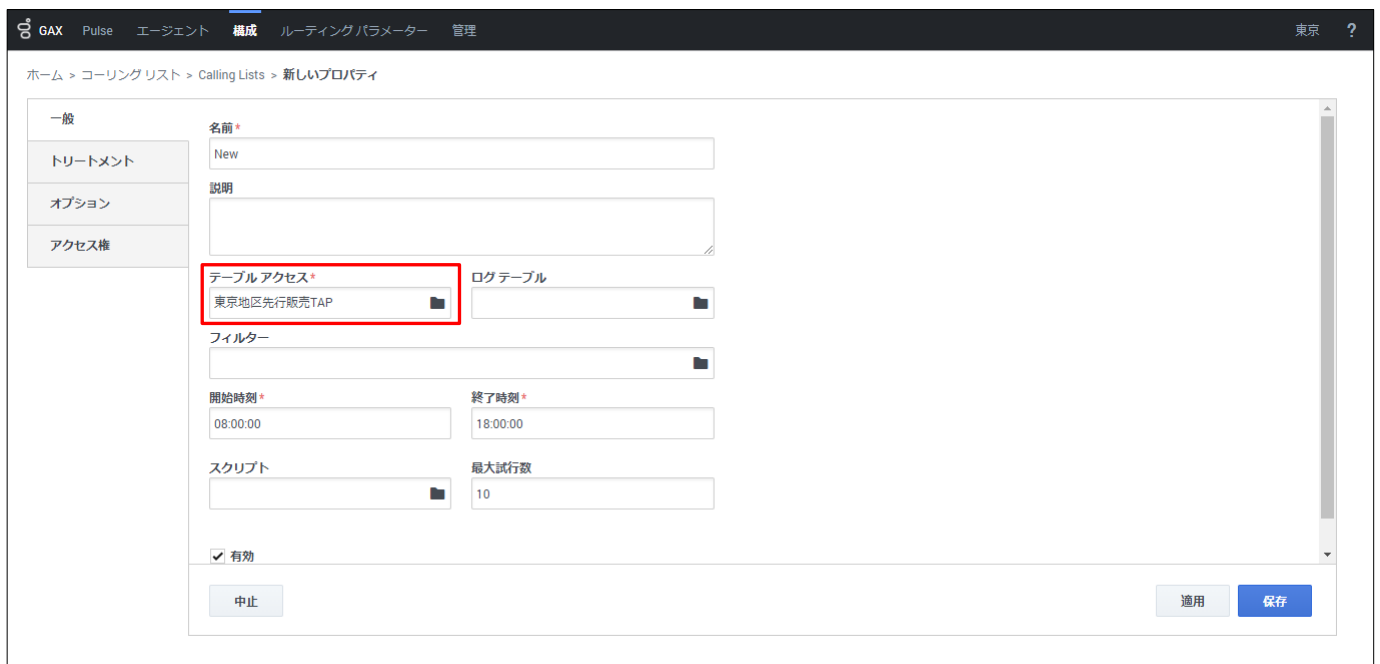 GAX Pulse エージェント 構成 ルーティング パラメーター 管理 東京 ?
ホーム > コーリング リスト > Calling Lists > 新しいプロパティ
一般
トリートメント
オプション
アクセス権
名前*
New
説明
テーブル アクセス* ログ テーブル
東京地区先行販売TAP
フィルター
開始時刻* 終了時刻*
08:00:00 18:00:00
スクリプト 最大試行数
10
有効
中止 適用 保存